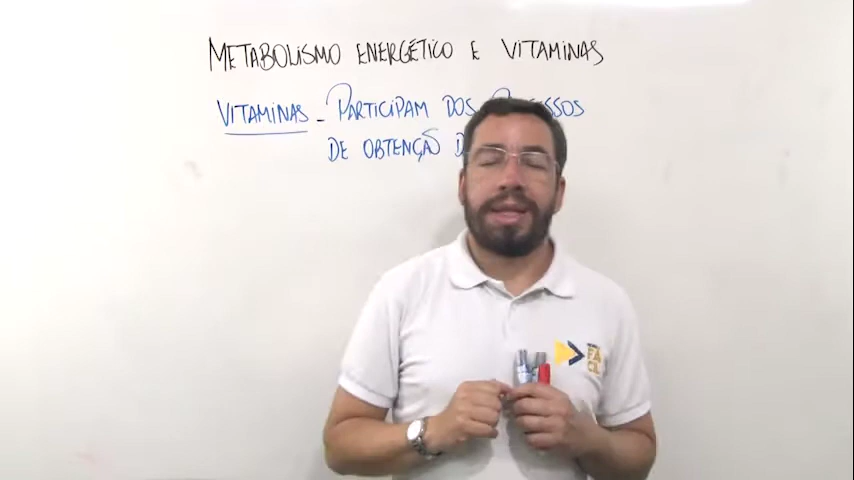 METABOLISMO ENERGÉTICO E VITAMINAS
VITAMINAS - PARTICIPAM DOS
DE OBTENÇÃO